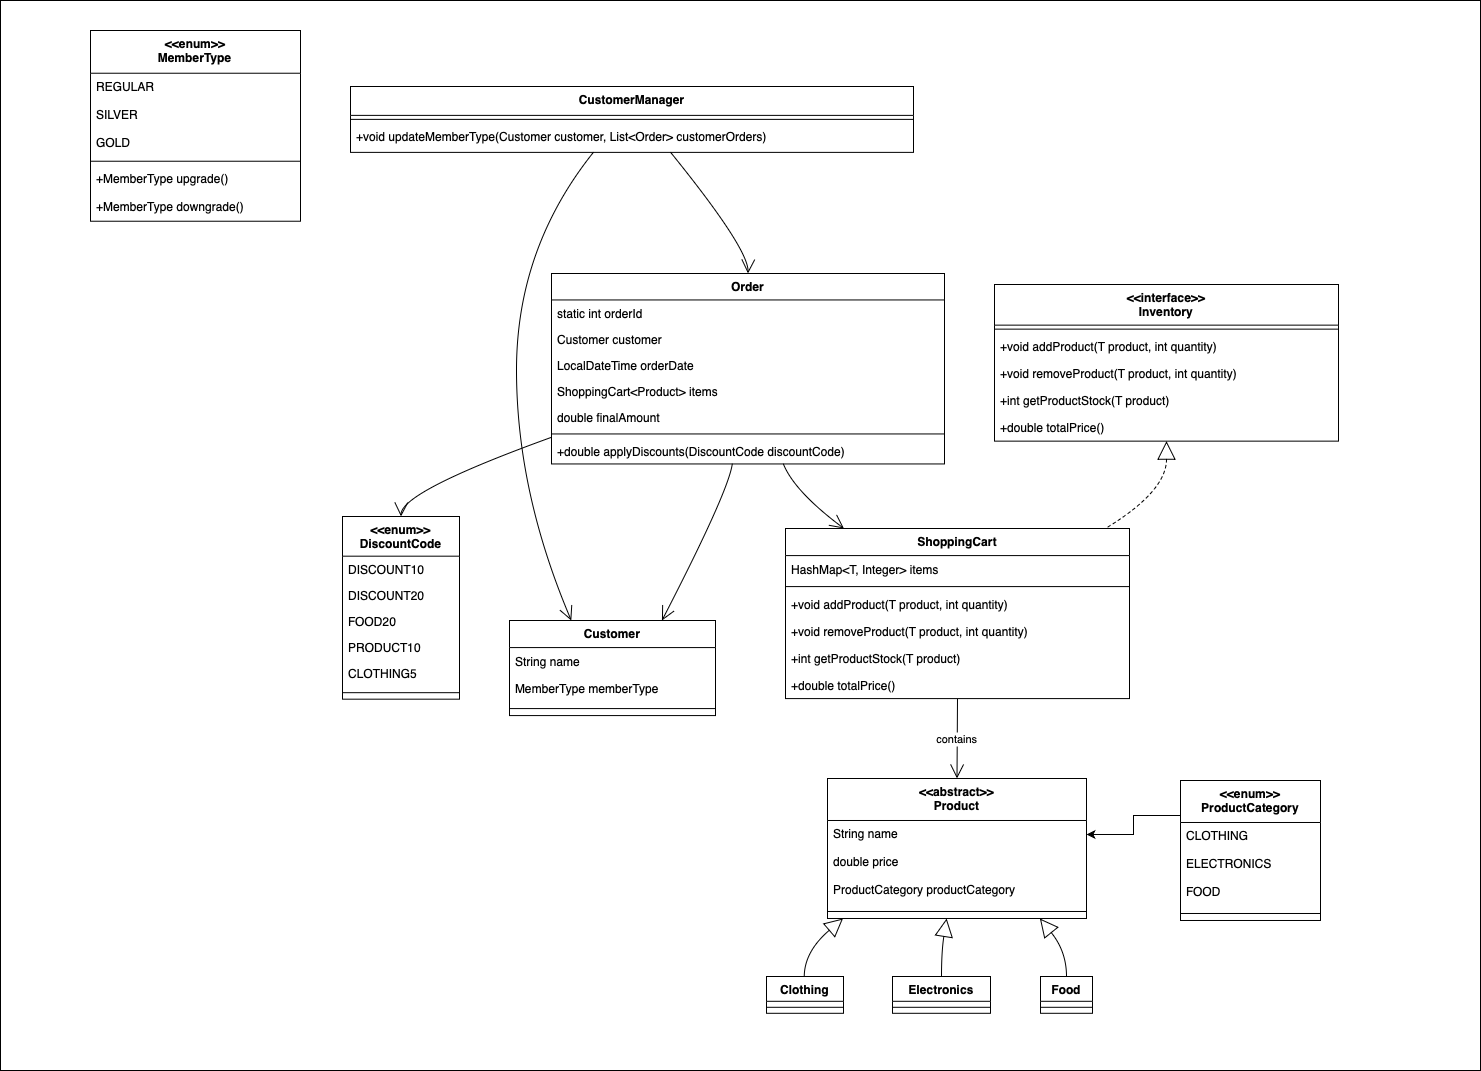 <<enum>>
MemberType
REGULAR
SILVER
GOLD
+MemberType upgrade()
+MemberType downgrade()
CustomerManager
+void updateMemberType(Customer customer, List<Order> customerOrders)
Order
static int orderId
Customer customer
LocalDateTime orderDate
ShoppingCart<Product> items
double finalAmount
+double applyDiscounts(DiscountCode discountCode)
<<interface>>
Inventory
+void addProduct(T product, int quantity)
+void removeProduct(T product, int quantity)
+int getProductStock(T product)
+double totalPrice()
<<enum>>
DiscountCode
DISCOUNT10
DISCOUNT20
FOOD20
PRODUCT10
CLOTHING5
Customer
String name
MemberType memberType
ShoppingCart
HashMap<T, Integer> items
+void addProduct(T product, int quantity)
+void removeProduct(T product, int quantity)
+int getProductStock(T product)
+double totalPrice()
contains
<<abstract>>
Product
String name
double price
ProductCategory productCategory
<<enum>>
ProductCategory
CLOTHING
ELECTRONICS
FOOD
Clothing
Electronics
Food